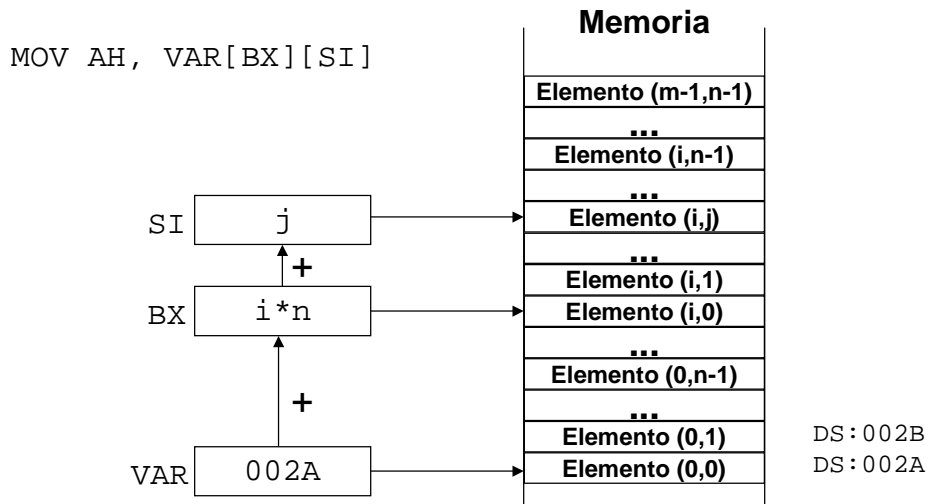 Memoria
MOV AH, VAR[BX][SI]
Elemento (m-1,n-1)
...
Elemento (i,n-1)
...
SI j Elemento (i,j)
+
...
Elemento (i,1)
BX i*n Elemento (i,0)
...
Elemento (0,n-1)
+
...
Elemento (0,1) DS:002B
VAR 002A Elemento (0,0) DS:002A